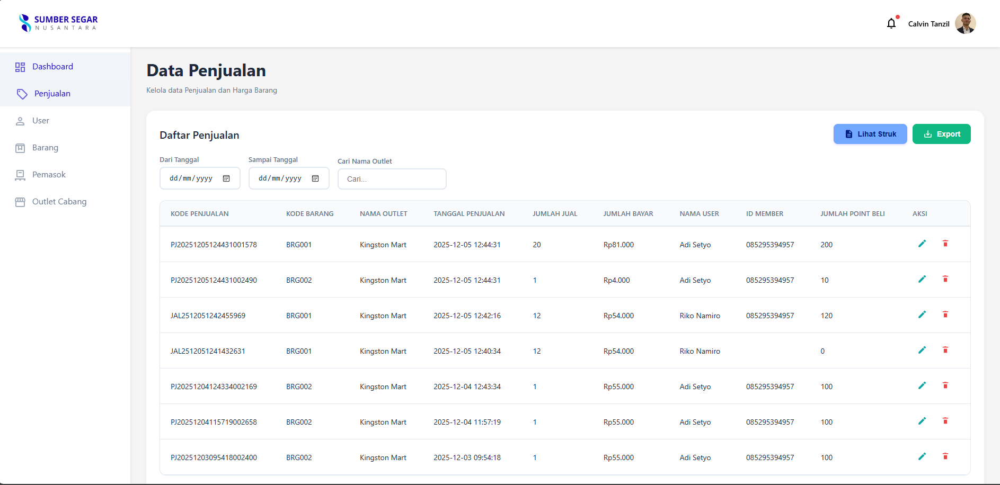 SUMBER SEGAR
NUSANTARA
Calvin Tanzil
Dashboard
Penjualan
User
Barang
Pemasok
Outlet Cabang
Data Penjualan
Kelola data Penjualan dan Harga Barang
Daftar Penjualan
Lihat Struk
Export
Dari Tanggal
Sampai Tanggal
Cari Nama Outlet
dd/mm/yyyy
dd/mm/yyyy
Cari...
KODE PENJUALAN KODE BARANG NAMA OUTLET TANGGAL PENJUALAN JUMLAH JUAL JUMLAH BAYAR NAMA USER ID MEMBER JUMLAH POINT BELI AKSI
PJ20251205124431001578 BRG001 Kingston Mart 2025-12-05 12:44:31 20 Rp81.000 Adi Setyo 085295394957 200
PJ20251205124431002490 BRG002 Kingston Mart 2025-12-05 12:44:31 1 Rp4.000 Adi Setyo 085295394957 10
JAL2512051242455969 BRG001 Kingston Mart 2025-12-05 12:42:16 12 Rp54.000 Riko Namiro 085295394957 120
JAL2512051241432631 BRG001 Kingston Mart 2025-12-05 12:40:34 12 Rp54.000 Riko Namiro 0
PJ20251204124334002169 BRG002 Kingston Mart 2025-12-04 12:43:34 1 Rp55.000 Adi Setyo 085295394957 100
PJ20251204115719002658 BRG002 Kingston Mart 2025-12-04 11:57:19 1 Rp55.000 Adi Setyo 085295394957 100
PJ20251203095418002400 BRG002 Kingston Mart 2025-12-03 09:54:18 1 Rp55.000 Adi Setyo 085295394957 100